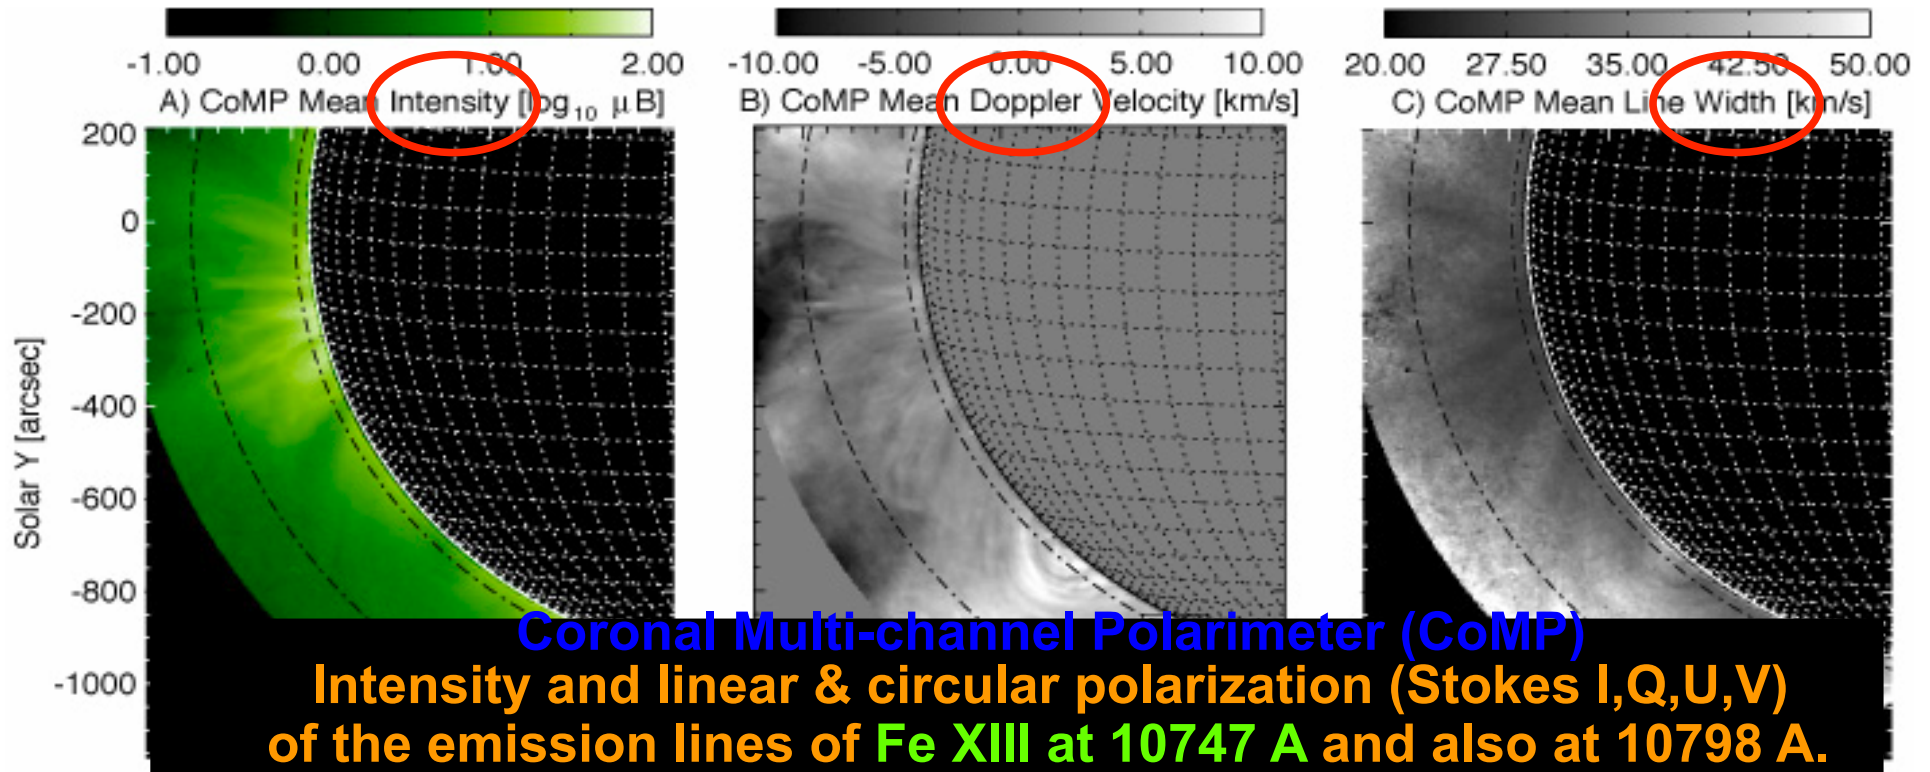 -1.00 0.00 1.00 2.00
A) CoMP Mean Intensity [log10 μB]
-10.00 -5.00 0.00 5.00 10.00
B) CoMP Mean Doppler Velocity [km/s]
20.00 27.50 35.00 42.50 50.00
C) CoMP Mean Line Width [km/s]
Solar Y [arcsec]
200
0
-200
-400
-600
-800
-1000
Coronal Multi-channel Polarimeter (CoMP)
Intensity and linear & circular polarization (Stokes I,Q,U,V)
of the emission lines of Fe XIII at 10747 A and also at 10798 A.